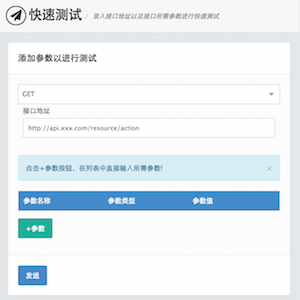 快速测试 / 录入接口地址以及接口所需参数进行快速测试
添加参数以进行测试
GET
接口地址
http://api.xxx.com/resource/action
点击+参数按钮，在列表中直接输入所需参数! ×
参数名称 参数类型 参数值
+参数
发送